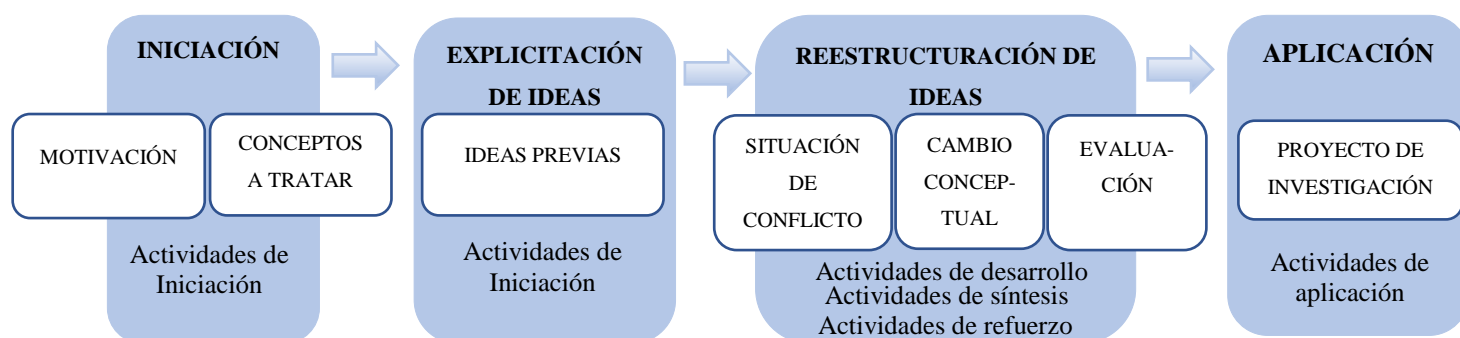 INICIACIÓN
MOTIVACIÓN
CONCEPTOS
A TRATAR
Actividades de
Iniciación
EXPLICITACIÓN
DE IDEAS
IDEAS PREVIAS
Actividades de
Iniciación
REESTRUCTURACIÓN DE
IDEAS
SITUACIÓN
DE
CONFLICTO
CAMBIO
CONCEP-
TUAL
EVALUA-
CIÓN
Actividades de desarrollo
Actividades de síntesis
Actividades de refuerzo
APLICACIÓN
PROYECTO DE
INVESTIGACIÓN
Actividades de
aplicación